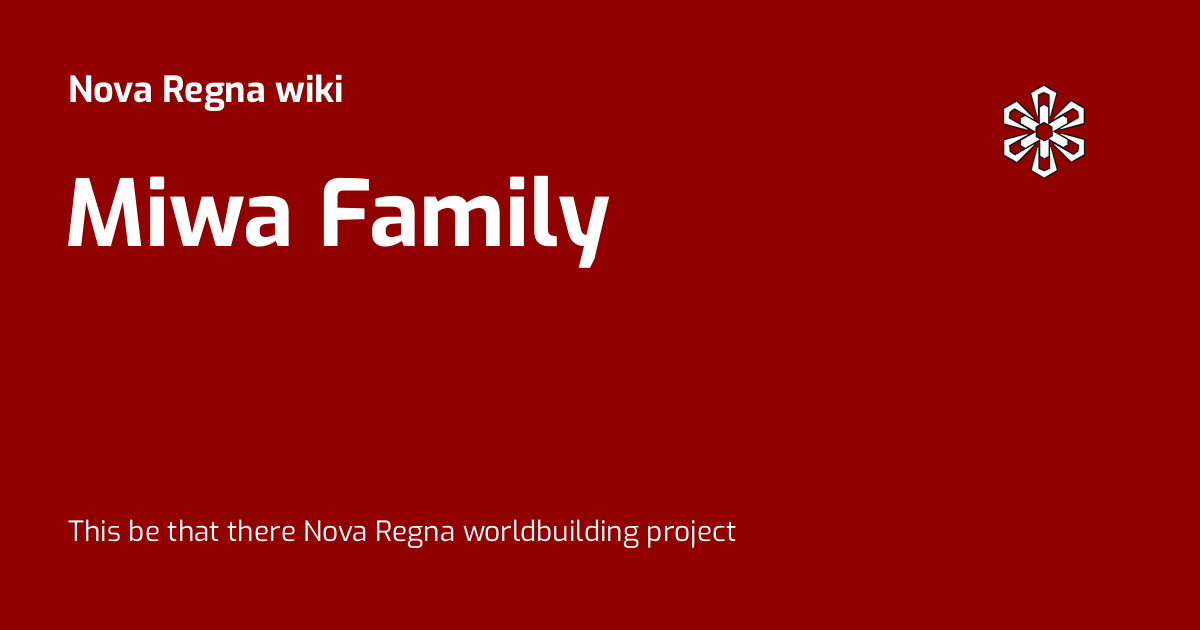 Nova Regna wiki
Miwa Family
This be that there Nova Regna worldbuilding project